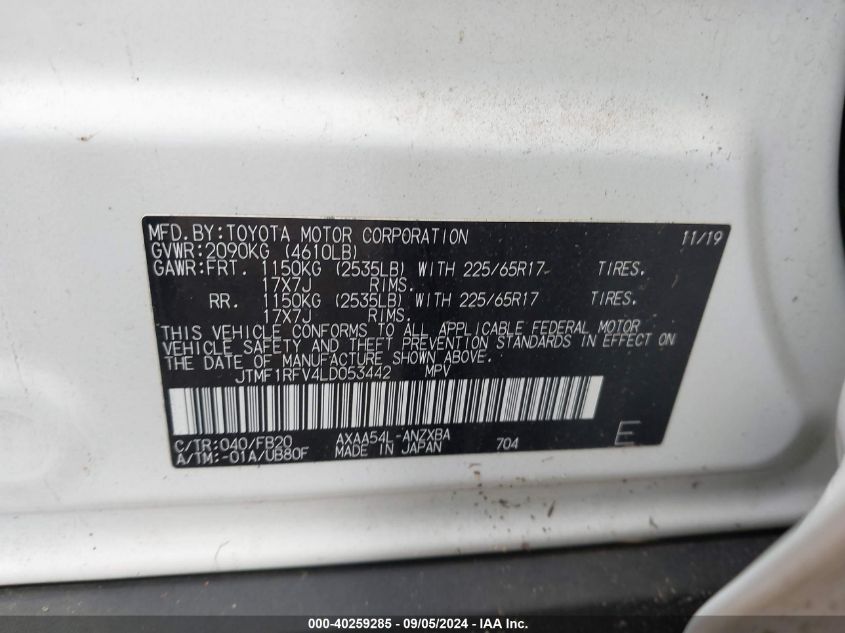 MFD.BY:TOYOTA MOTOR CORPORATION 11/19
GVWR:2090KG (4610LB)
GAWR:FRT. 1150KG (2535LB) WITH 225/65R17 TIRES.
17X7J RIMS.
RR. 1150KG (2535LB) WITH 225/65R17 TIRES.
17X7J RIMS.
THIS VEHICLE CONFORMS TO ALL APPLICABLE FEDERAL MOTOR
VEHICLE SAFETY AND THEFT PREVENTION STANDARDS IN EFFECT ON
THE DATE OF MANUFACTURE SHOWN ABOVE.
JTMF1RFV4LD053442 MPV
C/TR:040/FB20 AXAA54L-ANZXBA 704 E
A/TM:-01A/UB80F MADE IN JAPAN
000-40259285 - 09/05/2024 - IAAI.com